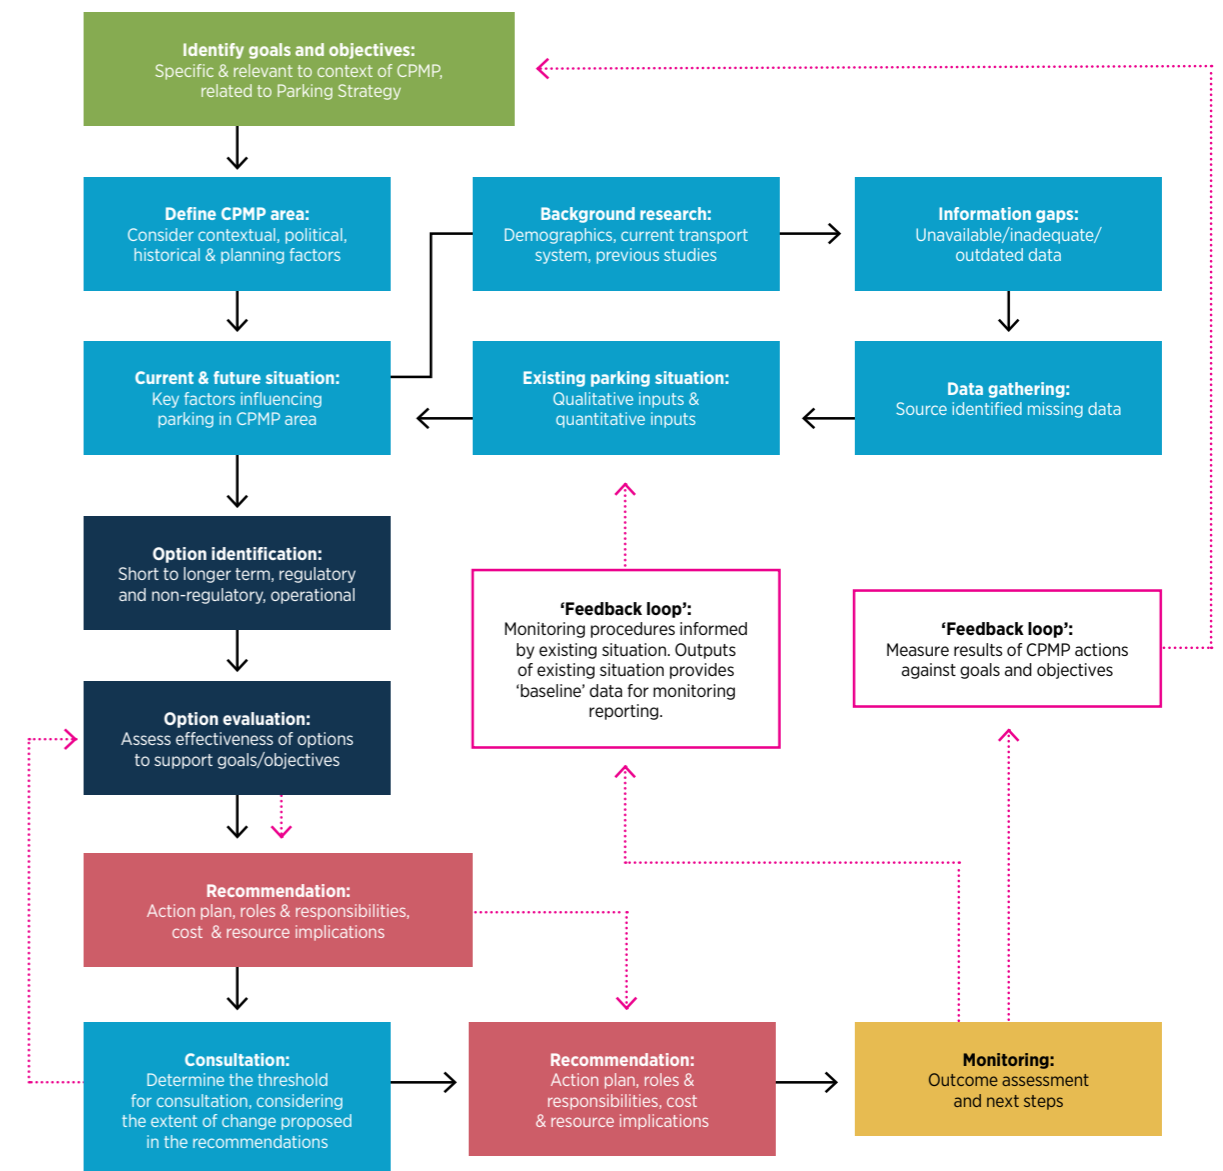 Identify goals and objectives:
Specific & relevant to context of CPMP,
related to Parking Strategy
Define CPMP area:
Consider contextual, political,
historical & planning factors
Background research:
Demographics, current transport
system, previous studies
Information gaps:
Unavailable/inadequate/
outdated data
Current & future situation:
Key factors influencing
parking in CPMP area
Existing parking situation:
Qualitative inputs &
quantitative inputs
Data gathering:
Source identified missing data
Option identification:
Short to longer term, regulatory
and non-regulatory, operational
‘Feedback loop’:
Monitoring procedures informed
by existing situation. Outputs
of existing situation provides
‘baseline’ data for monitoring
reporting.
‘Feedback loop’:
Measure results of CPMP actions
against goals and objectives
Option evaluation:
Assess effectiveness of options
to support goals/objectives
Recommendation:
Action plan, roles & responsibilities,
cost & resource implications
Consultation:
Determine the threshold
for consultation, considering
the extent of change proposed
in the recommendations
Recommendation:
Action plan, roles &
responsibilities, cost
& resource implications
Monitoring:
Outcome assessment
and next steps